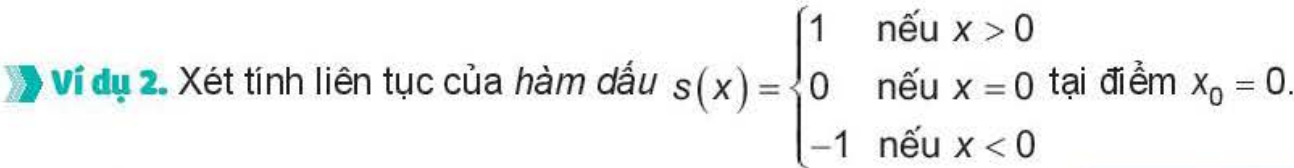 Ví dụ 2. Xét tính liên tục của hàm dấu s(x) = { 1 nếu x > 0
0 nếu x = 0 tại điểm x₀ = 0.
−1 nếu x < 0